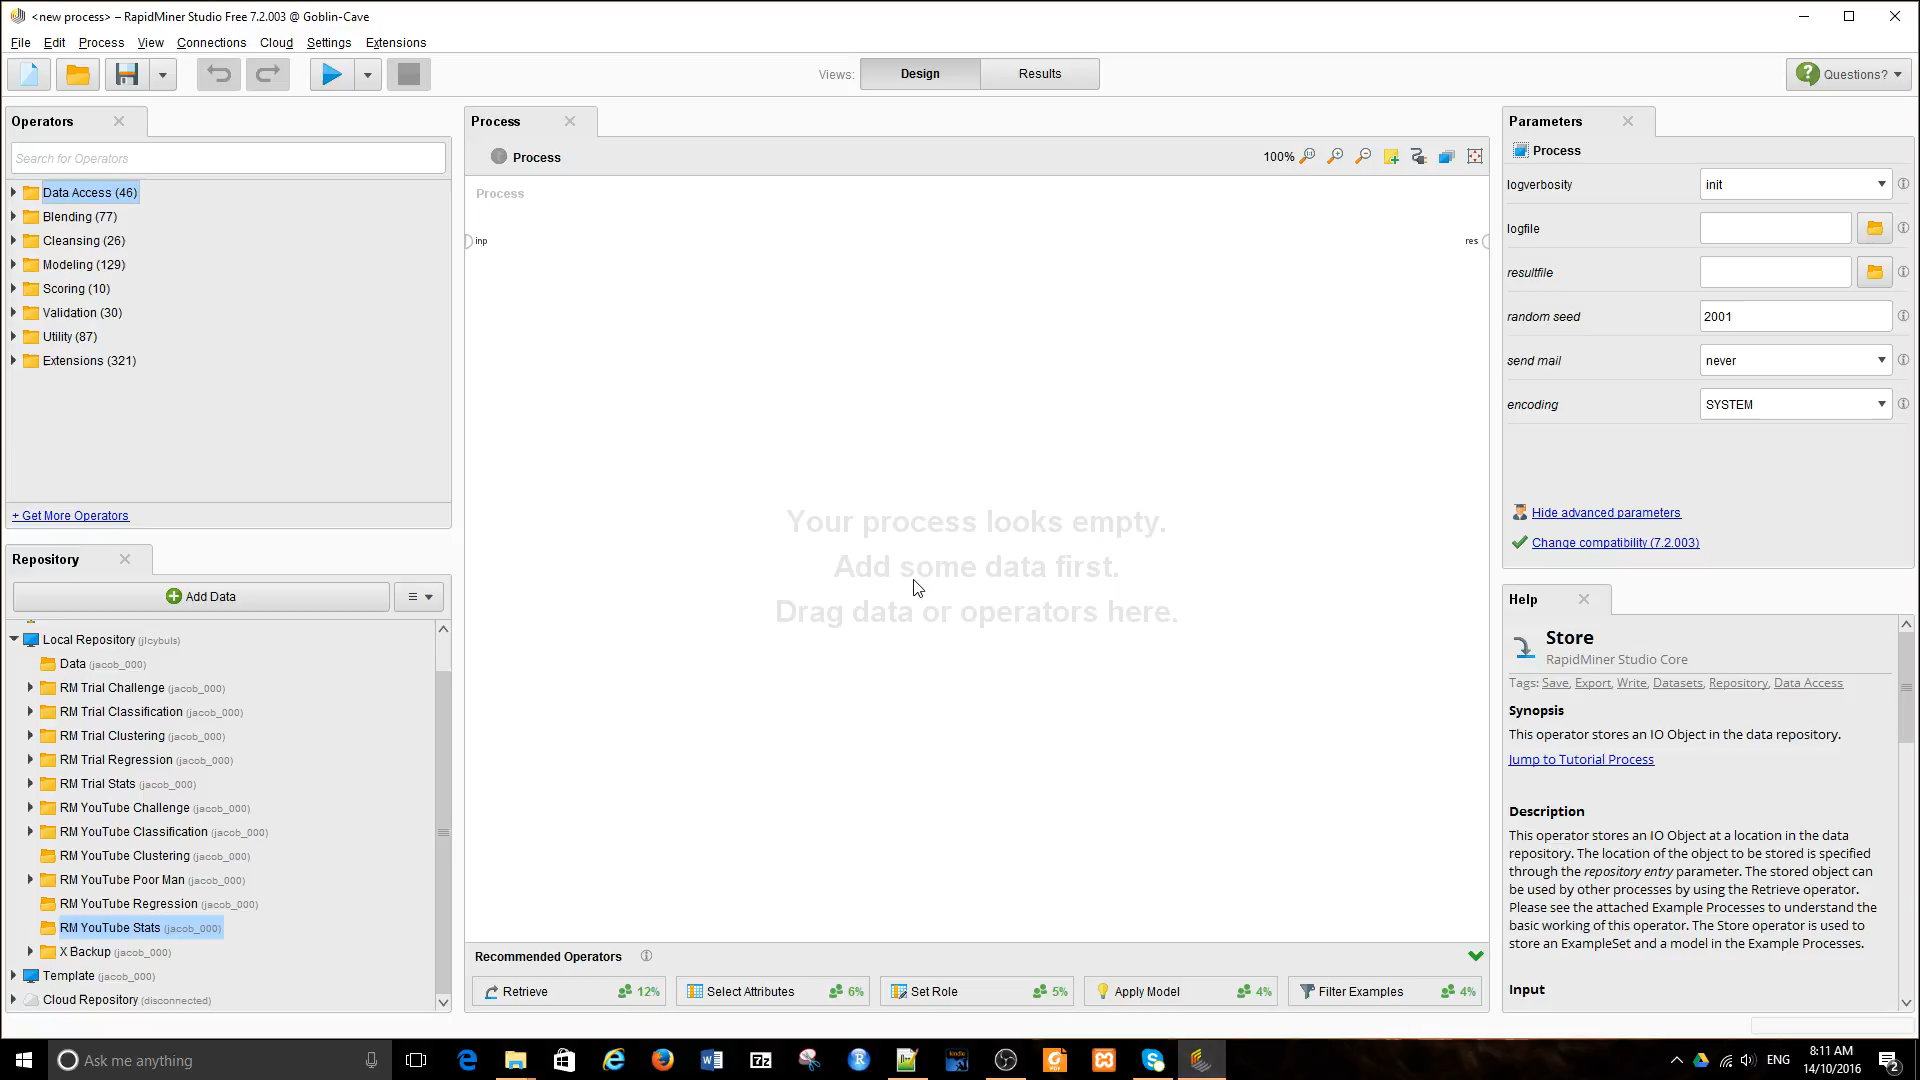 <new process> – RapidMiner Studio Free 7.2.003 @ Goblin-Cave
File Edit Process View Connections Cloud Settings Extensions
Views: Design Results
Questions?
Operators
Search for Operators
Data Access (46)
Blending (77)
Cleansing (26)
Modeling (129)
Scoring (10)
Validation (30)
Utility (87)
Extensions (321)
+ Get More Operators
Repository
Add Data
Local Repository (jlcybuls)
Data (jacob_000)
RM Trial Challenge (jacob_000)
RM Trial Classification (jacob_000)
RM Trial Clustering (jacob_000)
RM Trial Regression (jacob_000)
RM Trial Stats (jacob_000)
RM YouTube Challenge (jacob_000)
RM YouTube Classification (jacob_000)
RM YouTube Clustering (jacob_000)
RM YouTube Poor Man (jacob_000)
RM YouTube Regression (jacob_000)
RM YouTube Stats (jacob_000)
X Backup (jacob_000)
Template (jacob_000)
Cloud Repository (disconnected)
Process
Process
100%
Process
inp
res
Your process looks empty.
Add some data first.
Drag data or operators here.
Recommended Operators
Retrieve 12%
Select Attributes 6%
Set Role 5%
Apply Model 4%
Filter Examples 4%
Parameters
Process
logverbosity init
logfile
resultfile
random seed 2001
send mail never
encoding SYSTEM
Hide advanced parameters
Change compatibility (7.2.003)
Help
Store
RapidMiner Studio Core
Tags: Save, Export, Write, Datasets, Repository, Data Access
Synopsis
This operator stores an IO Object in the data repository.
Jump to Tutorial Process
Description
This operator stores an IO Object at a location in the data
repository. The location of the object to be stored is specified
through the repository entry parameter. The stored object can
be used by other processes by using the Retrieve operator.
Please see the attached Example Processes to understand the
basic working of this operator. The Store operator is used to
store an ExampleSet and a model in the Example Processes.
Input
Ask me anything
ENG
8:11 AM
14/10/2016
2